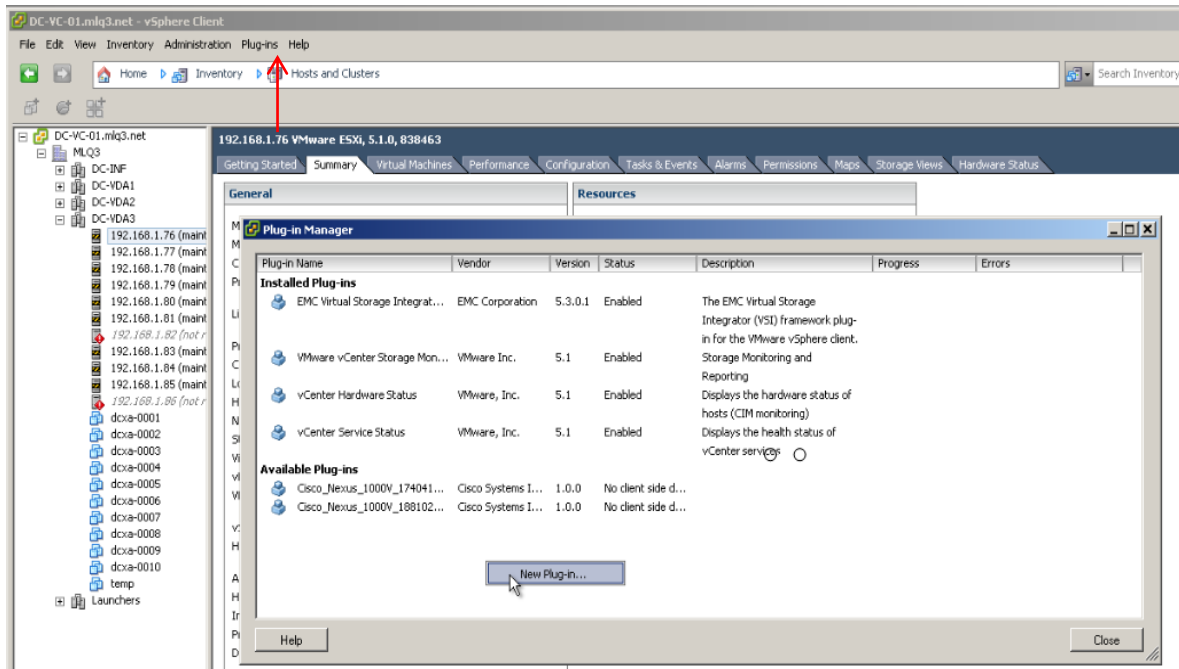 DC-VC-01.mlq3.net - vSphere Client
File Edit View Inventory Administration Plug-ins Help
Home Inventory Hosts and Clusters Search Inventory
DC-VC-01.mlq3.net
MLQ3
DC-INF
DC-VDA1
DC-VDA2
DC-VDA3
192.168.1.76 (maint
192.168.1.77 (maint
192.168.1.78 (maint
192.168.1.79 (maint
192.168.1.80 (maint
192.168.1.81 (maint
192.168.1.82 (not r
192.168.1.83 (maint
192.168.1.84 (maint
192.168.1.85 (maint
192.168.1.86 (not r
dcxa-0001
dcxa-0002
dcxa-0003
dcxa-0004
dcxa-0005
dcxa-0006
dcxa-0007
dcxa-0008
dcxa-0009
dcxa-0010
temp
Launchers
192.168.1.76 VMware ESXi, 5.1.0, 838463
Getting Started Summary Virtual Machines Performance Configuration Tasks & Events Alarms Permissions Maps Storage Views Hardware Status
General Resources
Plug-in Manager
Plug-in Name Vendor Version Status Description Progress Errors
Installed Plug-ins
EMC Virtual Storage Integrat... EMC Corporation 5.3.0.1 Enabled The EMC Virtual Storage
Integrator (VSI) framework plug-
in for the VMware vSphere client.
VMware vCenter Storage Mon... VMware Inc. 5.1 Enabled Storage Monitoring and
Reporting
vCenter Hardware Status VMware, Inc. 5.1 Enabled Displays the hardware status of
hosts (CIM monitoring)
vCenter Service Status VMware, Inc. 5.1 Enabled Displays the health status of
vCenter services
Available Plug-ins
Cisco_Nexus_1000V_174041... Cisco Systems I... 1.0.0 No client side d...
Cisco_Nexus_1000V_188102... Cisco Systems I... 1.0.0 No client side d...
New Plug-in...
Help Close